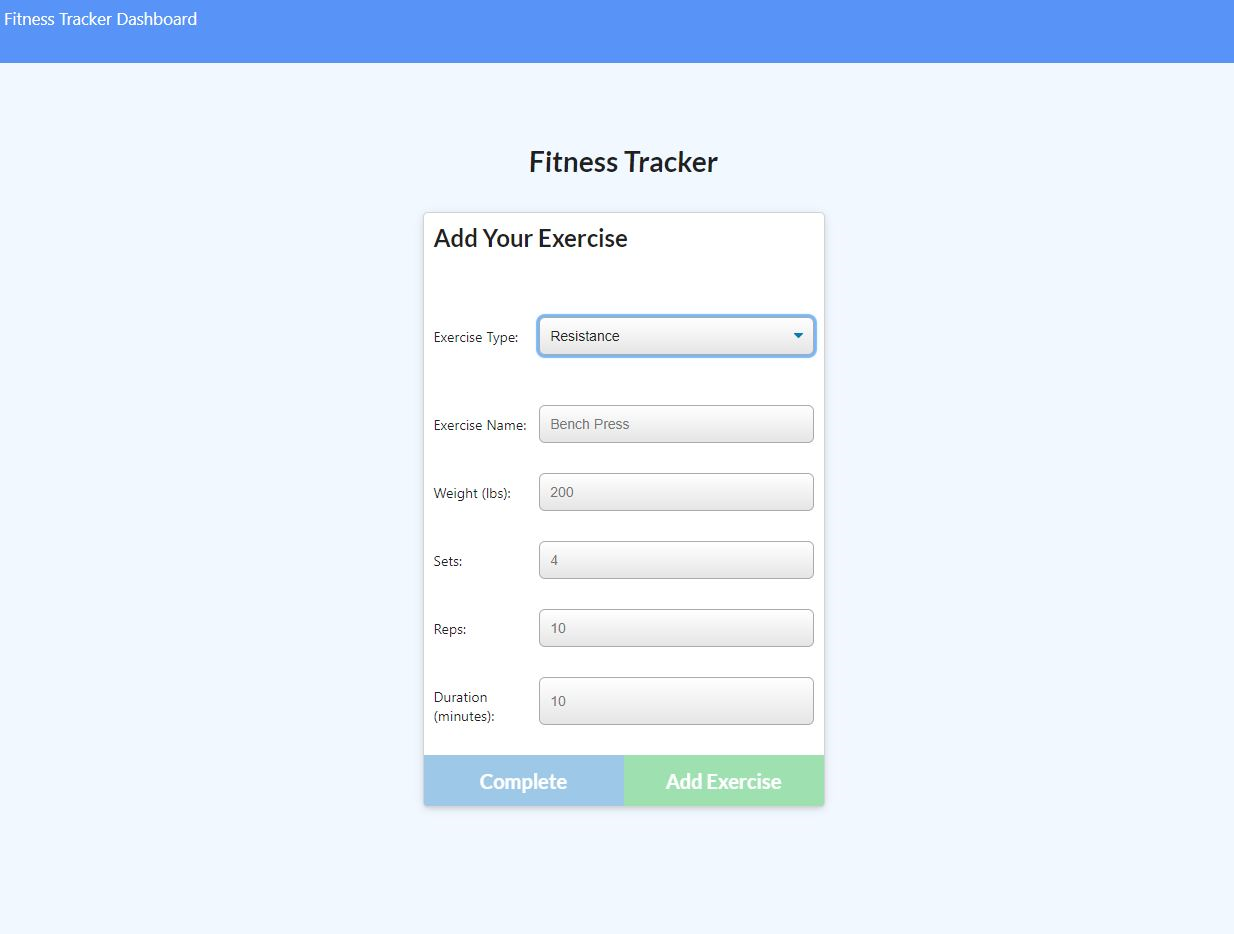 Fitness Tracker Dashboard
Fitness Tracker
Add Your Exercise
Exercise Type: Resistance
Exercise Name: Bench Press
Weight (lbs): 200
Sets: 4
Reps: 10
Duration (minutes): 10
Complete Add Exercise